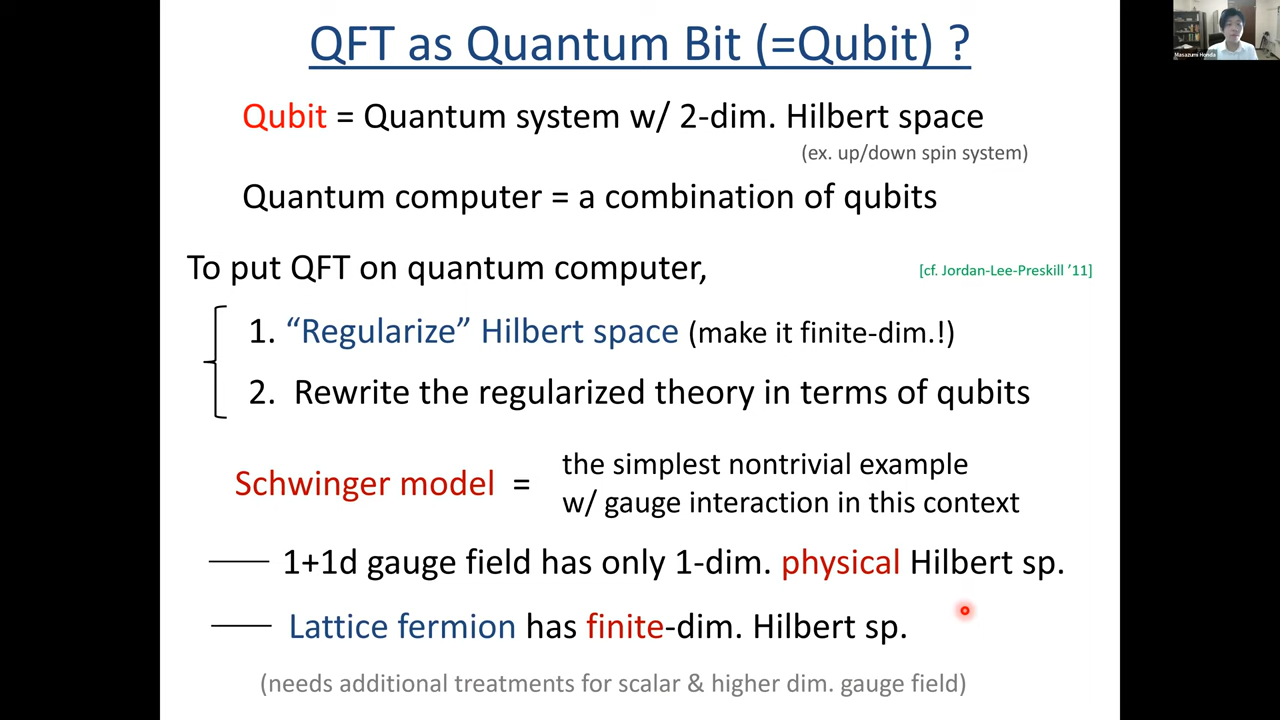 QFT as Quantum Bit (=Qubit) ?
Masazumi Honda
Qubit = Quantum system w/ 2-dim. Hilbert space
(ex. up/down spin system)
Quantum computer = a combination of qubits
To put QFT on quantum computer,
[cf. Jordan-Lee-Preskill ’11]
1. “Regularize” Hilbert space (make it finite-dim.!)
2. Rewrite the regularized theory in terms of qubits
Schwinger model =
the simplest nontrivial example
w/ gauge interaction in this context
1+1d gauge field has only 1-dim. physical Hilbert sp.
Lattice fermion has finite-dim. Hilbert sp.
(needs additional treatments for scalar & higher dim. gauge field)